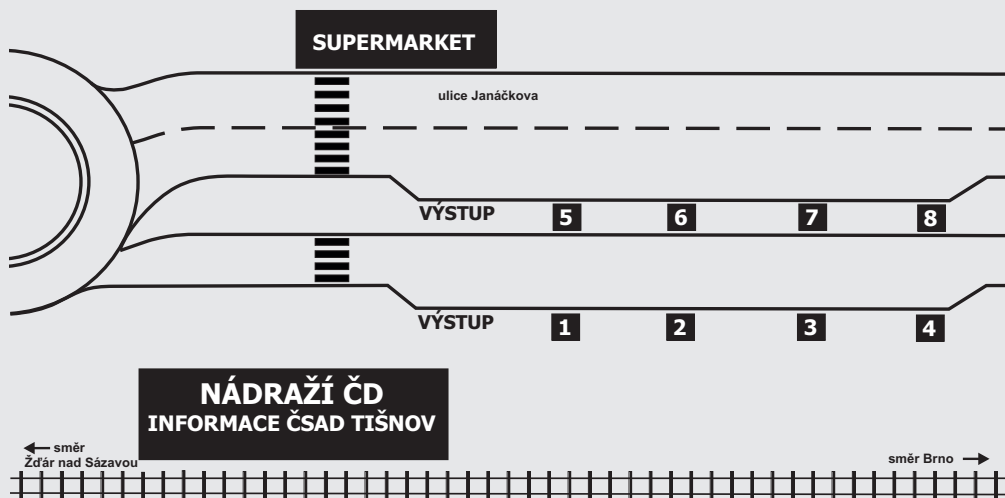 SUPERMARKET
ulice Janáčkova
VÝSTUP 5 6 7 8
VÝSTUP 1 2 3 4
NÁDRAŽÍ ČD
INFORMACE ČSAD TIŠNOV
směr
Žďár nad Sázavou
směr Brno